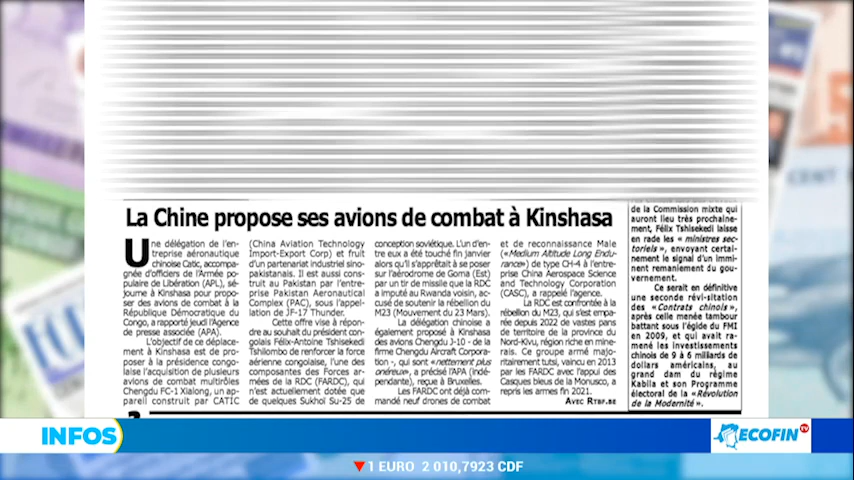 La Chine propose ses avions de combat à Kinshasa
Une délégation de l'en-
treprise aéronautique
chinoise Catic, accompa-
gnée d'officiers de l'Armée po-
pulaire de Libération (APL), sé-
journe à Kinshasa pour propo-
ser des avions de combat à la
République Démocratique du
Congo, a rapporté jeudi l'Agence
de presse associée (APA).
L'objectif de ce déplace-
ment à Kinshasa est de pro-
poser à la présidence congo-
laise l'acquisition de plusieurs
avions de combat multirôles
Chengdu FC-1 Xialong, un ap-
pareil construit par CATIC
(China Aviation Technology
Import-Export Corp) et fruit
d'un partenariat industriel sino-
pakistanais. Il est aussi cons-
truit au Pakistan par l'entre-
prise Pakistan Aeronautical
Complex (PAC), sous l'appel-
lation de JF-17 Thunder.
Cette offre vise à répon-
dre au souhait du président con-
golais Félix-Antoine Tshisekedi
Tshilombo de renforcer la force
aérienne congolaise, l'une des
composantes des Forces ar-
mées de la RDC (FARDC), qui
n'est actuellement dotée que
de quelques Sukhoï Su-25 de
conception soviétique. L'un d'en-
tre eux a été touché fin janvier
alors qu'il s'apprêtait à se poser
sur l'aérodrome de Goma (Est)
par un tir de missile que la RDC
a imputé au Rwanda voisin, ac-
cusé de soutenir la rébellion du
M23 (Mouvement du 23 Mars).
La délégation chinoise a
également proposé à Kinshasa
des avions Chengdu J-10 - de la
firme Chengdu Aircraft Corpora-
tion -, qui sont «nettement plus
onéreux», a précisé l'APA (indé-
pendante), reçue à Bruxelles.
Les FARDC ont déjà com-
mandé neuf drones de combat
et de reconnaissance Male
(«Medium Altitude Long Endu-
rance») de type CH-4 à l'entre-
prise China Aerospace Science
and Technology Corporation
(CASC), a rappelé l'agence.
La RDC est confrontée à la
rébellion du M23, qui s'est empa-
rée depuis 2022 de vastes pans
de territoire de la province du
Nord-Kivu, région riche en mine-
rais. Ce groupe armé majo-
ritairement tutsi, vaincu en 2013
par les FARDC avec l'appui des
Casques bleus de la Monusco, a
repris les armes fin 2021.
AVEC RTBF.BE
de la Commission mixte qui
auront lieu très prochaine-
ment, Félix Tshisekedi laisse
en rade les « ministres sec-
toriels », envoyant certai-
nement le signal d'un immi-
nent remaniement du gou-
vernement.
Ce serait en définitive
une seconde révi-sitation
des «Contrats chinois»,
après celle menée tambour
battant sous l'égide du FMI
en 2009, et qui avait ra-
mené les investissements
chinois de 9 à 6 milliards de
dollars américains, au
grand dam du régime
Kabila et son Programme
électoral de la «Révolution
de la Modernité».
INFOS
ECOFIN TV
1 EURO 2 010,7923 CDF